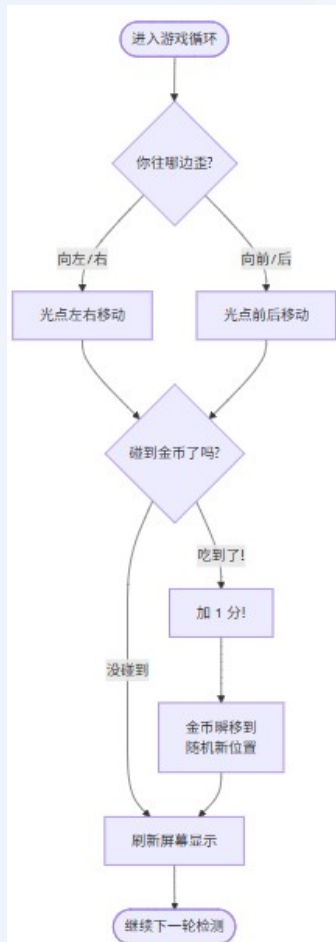 进入游戏循环
你往哪边歪?
向左/右
向前/后
光点左右移动
光点前后移动
碰到金币了吗?
吃到了!
加 1 分!
没碰到
金币瞬移到
随机新位置
刷新屏幕显示
继续下一轮检测